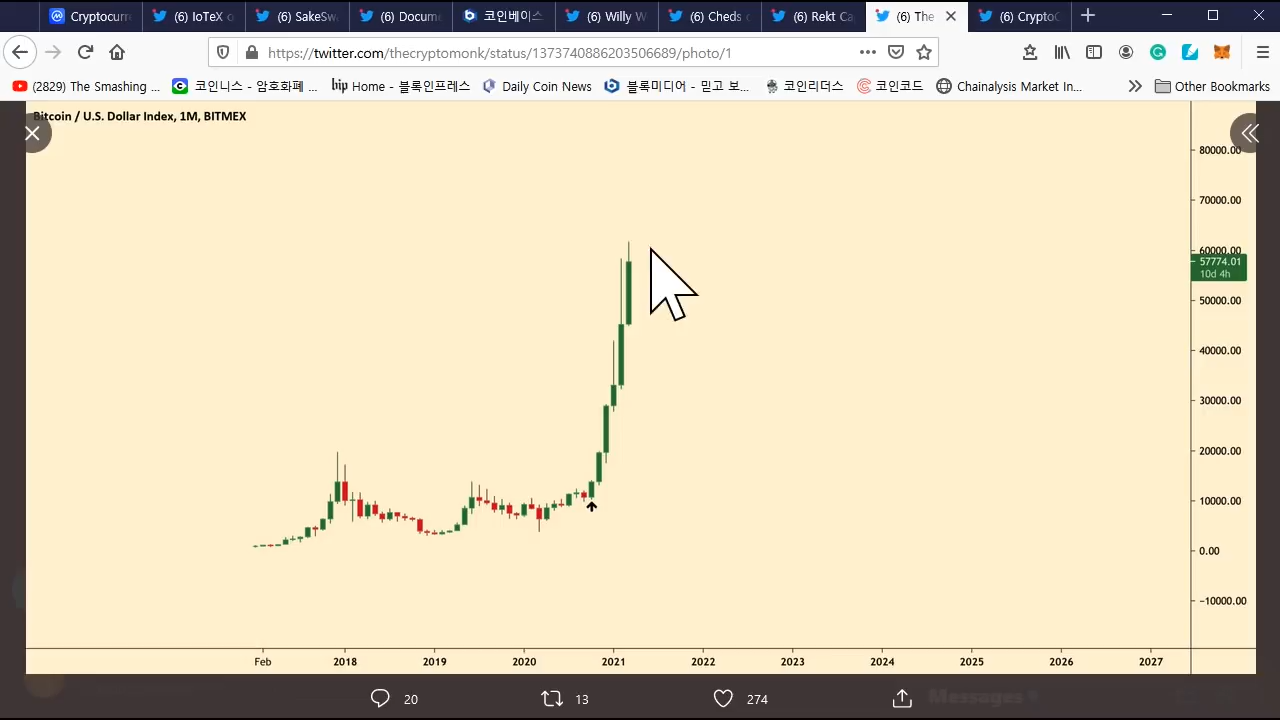 Cryptocurr
(6) IoTeX o
(6) SakeSw
(6) Docume
코인베이스
(6) Willy W
(6) Cheds
(6) Rekt Ca
(6) The
(6) Crypto
https://twitter.com/thecryptomonk/status/1373740886203506689/photo/1
(2829) The Smashing ...
코인니스 - 암호화폐 ...
bip Home - 블록인프레스
Daily Coin News
블록미디어 - 믿고 보...
코인리더스
코인코드
Chainalysis Market In...
Other Bookmarks
Bitcoin / U.S. Dollar Index, 1M, BITMEX
80000.00
70000.00
60000.00
57774.01
10d 4h
50000.00
40000.00
30000.00
20000.00
10000.00
0.00
-10000.00
Feb 2018 2019 2020 2021 2022 2023 2024 2025 2026 2027
20 13 274
Messages